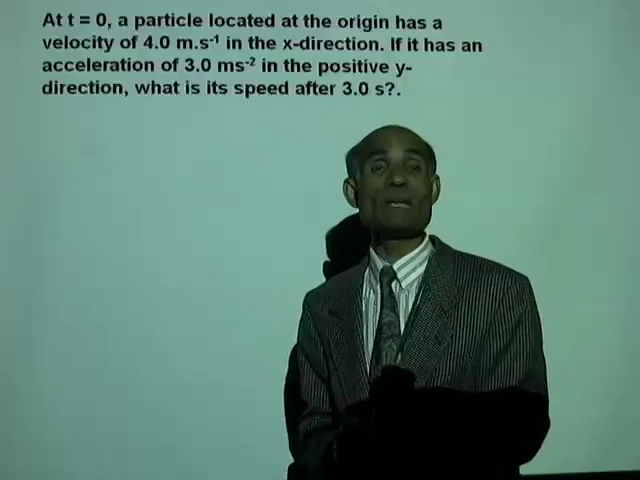 At t = 0, a particle located at the origin has a
velocity of 4.0 m.s⁻¹ in the x-direction. If it has an
acceleration of 3.0 ms⁻² in the positive y-
direction, what is its speed after 3.0 s?.